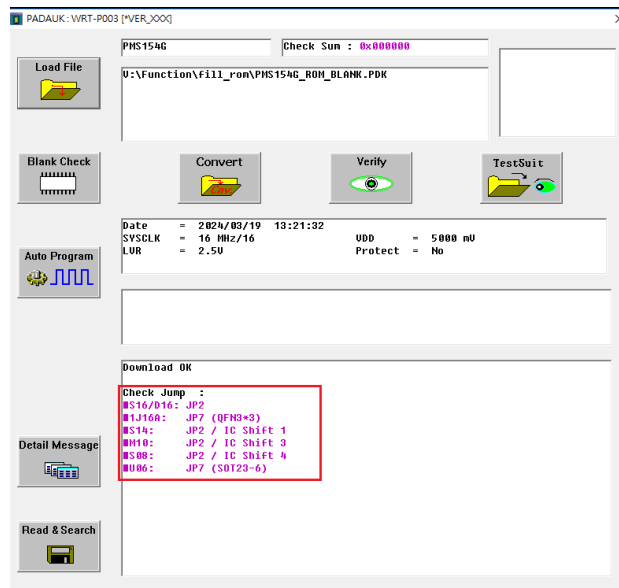 PADAUK : WRT-P003 [*VER_XXX]
Load File
PMS154G
Check Sum : 0x000000
V:\Function\fill_rom\PMS154G_ROM_BLANK.PDK
Blank Check
Convert
Verify
TestSuit
Auto Program
Date = 2024/03/19 13:21:32
SYSCLK = 16 MHz/16 VDD = 5000 mV
LVR = 2.5V Protect = No
Download OK
Check Jump :
■S16/D16: JP2
■1J16A: JP7 (QFN3*3)
■S14: JP2 / IC Shift 1
■M10: JP2 / IC Shift 3
■S08: JP2 / IC Shift 4
■U06: JP7 (SOT23-6)
Detail Message
Read & Search